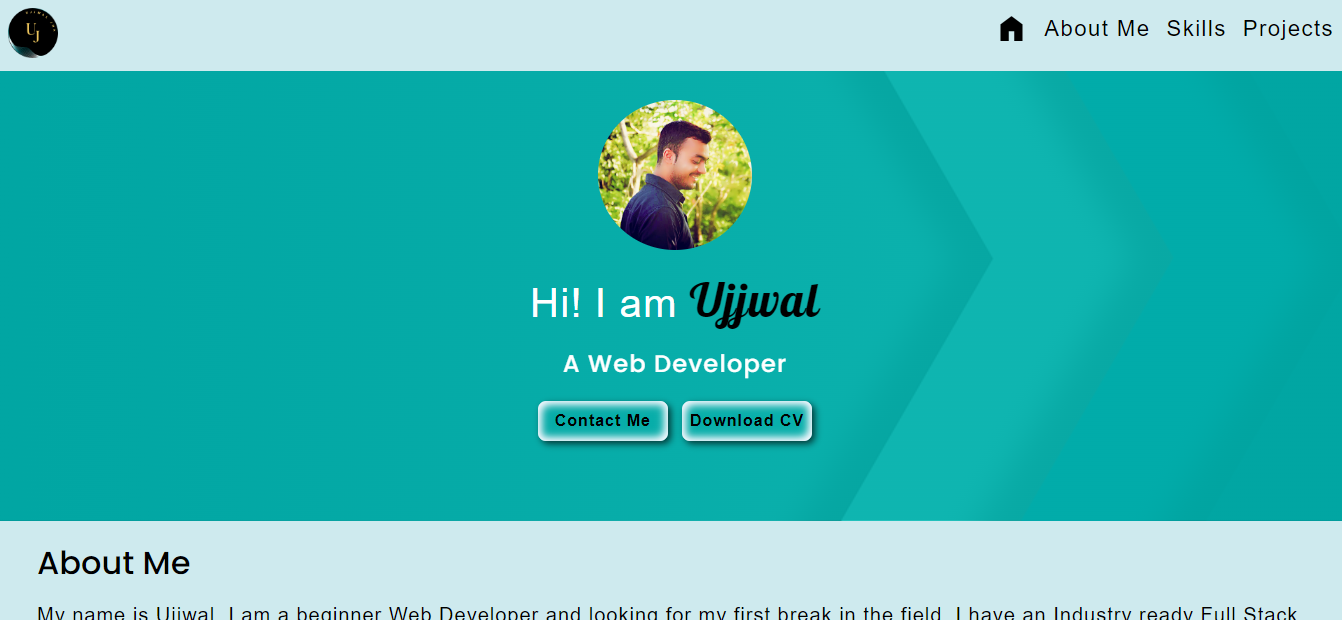 UJ
About Me Skills Projects
Hi! I am Ujjwal
A Web Developer
Contact Me Download CV
About Me
My name is Ujjwal. I am a beginner Web Developer and looking for my first break in the field. I have an Industry ready Full Stack